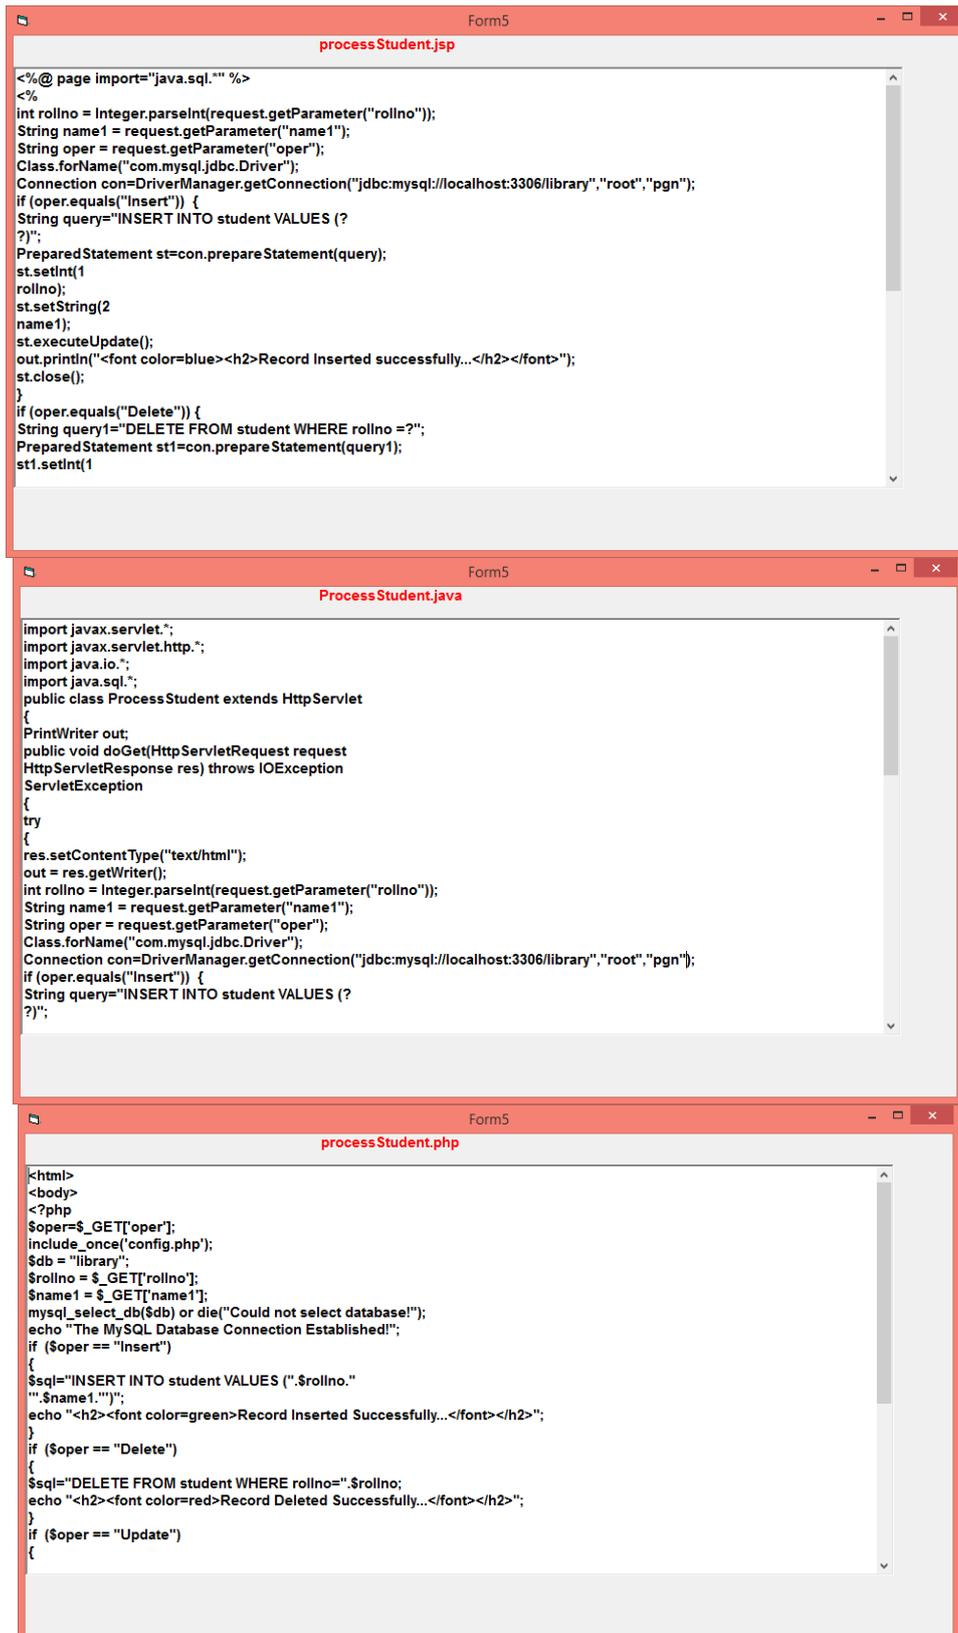 Form5
processStudent.jsp
<%@ page import="java.sql.*" %>
<%
int rollno = Integer.parseInt(request.getParameter("rollno"));
String name1 = request.getParameter("name1");
String oper = request.getParameter("oper");
Class.forName("com.mysql.jdbc.Driver");
Connection con=DriverManager.getConnection("jdbc:mysql://localhost:3306/library","root","pgn");
if (oper.equals("Insert"))  {
String query="INSERT INTO student VALUES (?
?)";
PreparedStatement st=con.prepareStatement(query);
st.setInt(1
rollno);
st.setString(2
name1);
st.executeUpdate();
out.println("<font color=blue><h2>Record Inserted successfully...</h2></font>");
st.close();
}
if (oper.equals("Delete")) {
String query1="DELETE FROM student WHERE rollno =?";
PreparedStatement st1=con.prepareStatement(query1);
st1.setInt(1
Form5
ProcessStudent.java
import javax.servlet.*;
import javax.servlet.http.*;
import java.io.*;
import java.sql.*;
public class ProcessStudent extends HttpServlet
{
PrintWriter out;
public void doGet(HttpServletRequest request
HttpServletResponse res) throws IOException
ServletException
{
try
{
res.setContentType("text/html");
out = res.getWriter();
int rollno = Integer.parseInt(request.getParameter("rollno"));
String name1 = request.getParameter("name1");
String oper = request.getParameter("oper");
Class.forName("com.mysql.jdbc.Driver");
Connection con=DriverManager.getConnection("jdbc:mysql://localhost:3306/library","root","pgn");
if (oper.equals("Insert"))  {
String query="INSERT INTO student VALUES (?
?)";
Form5
processStudent.php
<html>
<body>
<?php
$oper=$_GET['oper'];
include_once('config.php');
$db = "library";
$rollno = $_GET['rollno'];
$name1 = $_GET['name1'];
mysql_select_db($db) or die("Could not select database!");
echo "The MySQL Database Connection Established!";
if  ($oper == "Insert")
{
$sql="INSERT INTO student VALUES (".$rollno."
'".$name1."')";
echo "<h2><font color=green>Record Inserted Successfully...</font></h2>";
}
if  ($oper == "Delete")
{
$sql="DELETE FROM student WHERE rollno=".$rollno;
echo "<h2><font color=red>Record Deleted Successfully...</font></h2>";
}
if  ($oper == "Update")
{